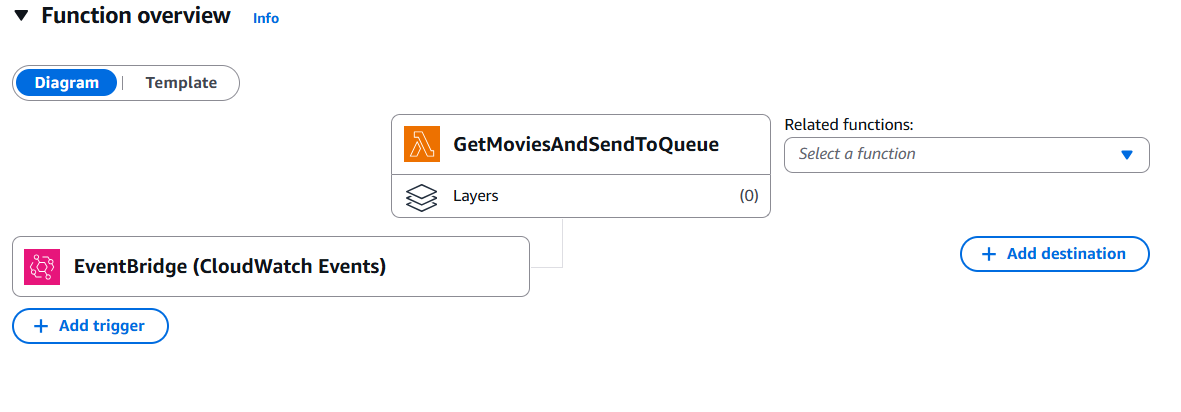 Function overview Info
Diagram Template
GetMoviesAndSendToQueue
Layers (0)
Related functions:
Select a function
EventBridge (CloudWatch Events)
Add destination
Add trigger